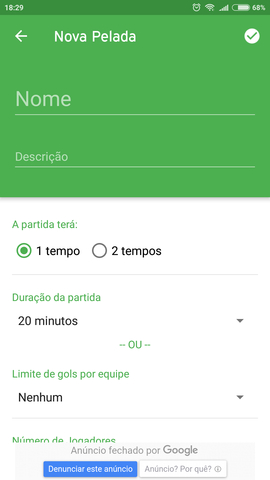 18:29
68%
Nova Pelada
Nome
Descrição
A partida terá:
1 tempo 2 tempos
Duração da partida
20 minutos
-- OU --
Limite de gols por equipe
Nenhum
Número de Jogadores
Anúncio fechado por Google
Denunciar este anúncio Anúncio? Por quê?